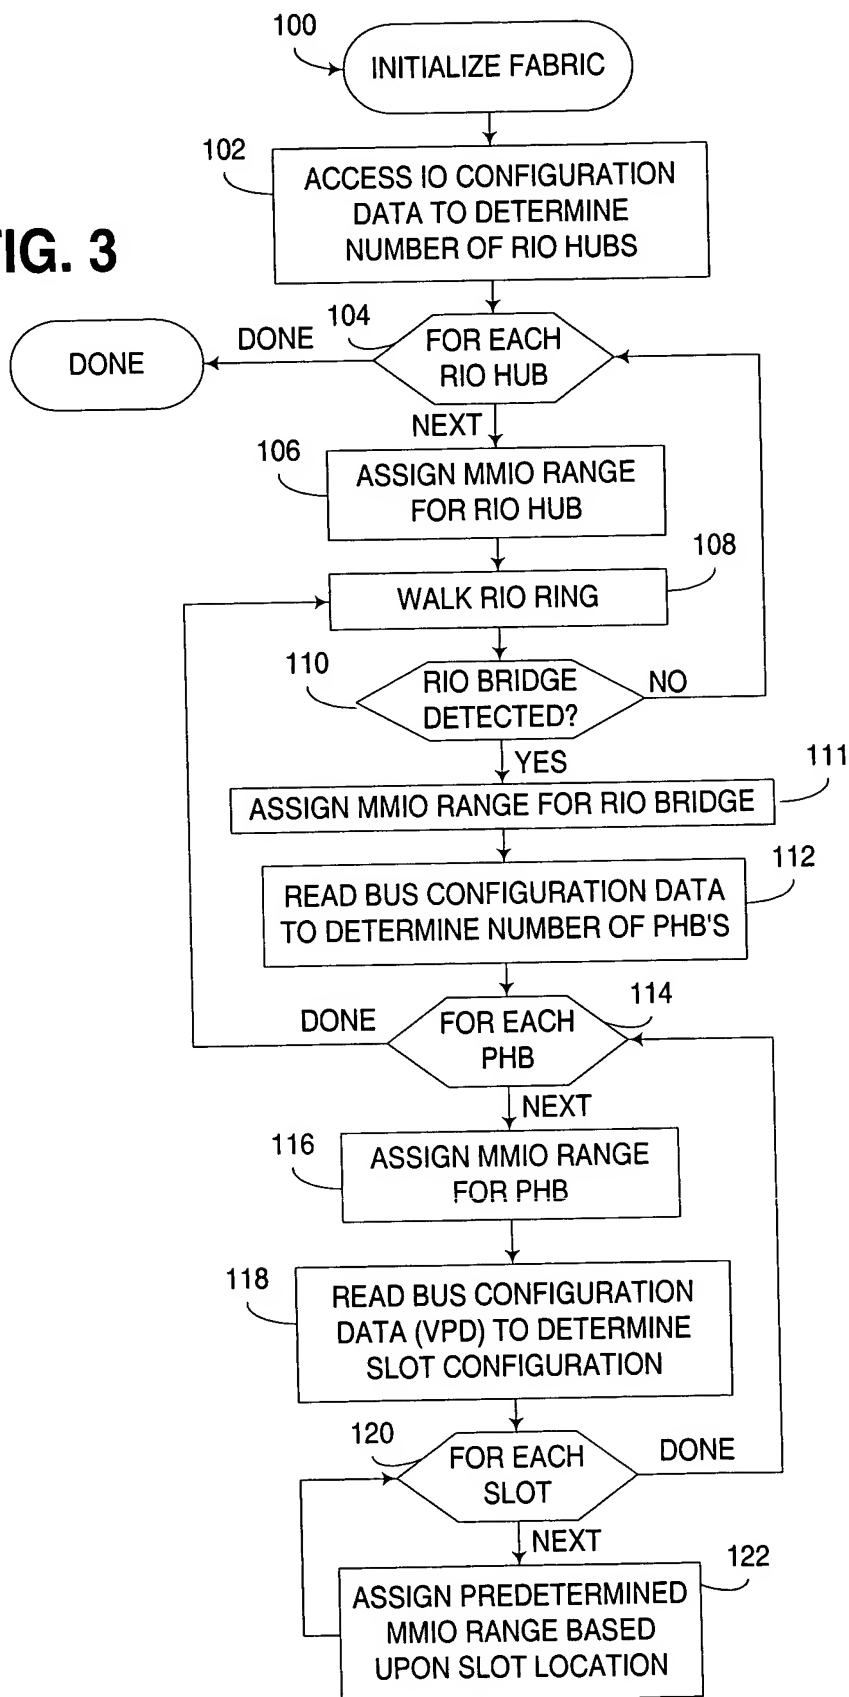 100
INITIALIZE FABRIC
102
ACCESS IO CONFIGURATION
DATA TO DETERMINE
NUMBER OF RIO HUBS
IG. 3
104
DONE
DONE
FOR EACH
RIO HUB
NEXT
106
ASSIGN MMIO RANGE
FOR RIO HUB
108
WALK RIO RING
110
RIO BRIDGE
DETECTED?
NO
YES
111
ASSIGN MMIO RANGE FOR RIO BRIDGE
112
READ BUS CONFIGURATION DATA
TO DETERMINE NUMBER OF PHB'S
114
DONE
FOR EACH
PHB
NEXT
116
ASSIGN MMIO RANGE
FOR PHB
118
READ BUS CONFIGURATION
DATA (VPD) TO DETERMINE
SLOT CONFIGURATION
120
FOR EACH
SLOT
DONE
NEXT
122
ASSIGN PREDETERMINED
MMIO RANGE BASED
UPON SLOT LOCATION